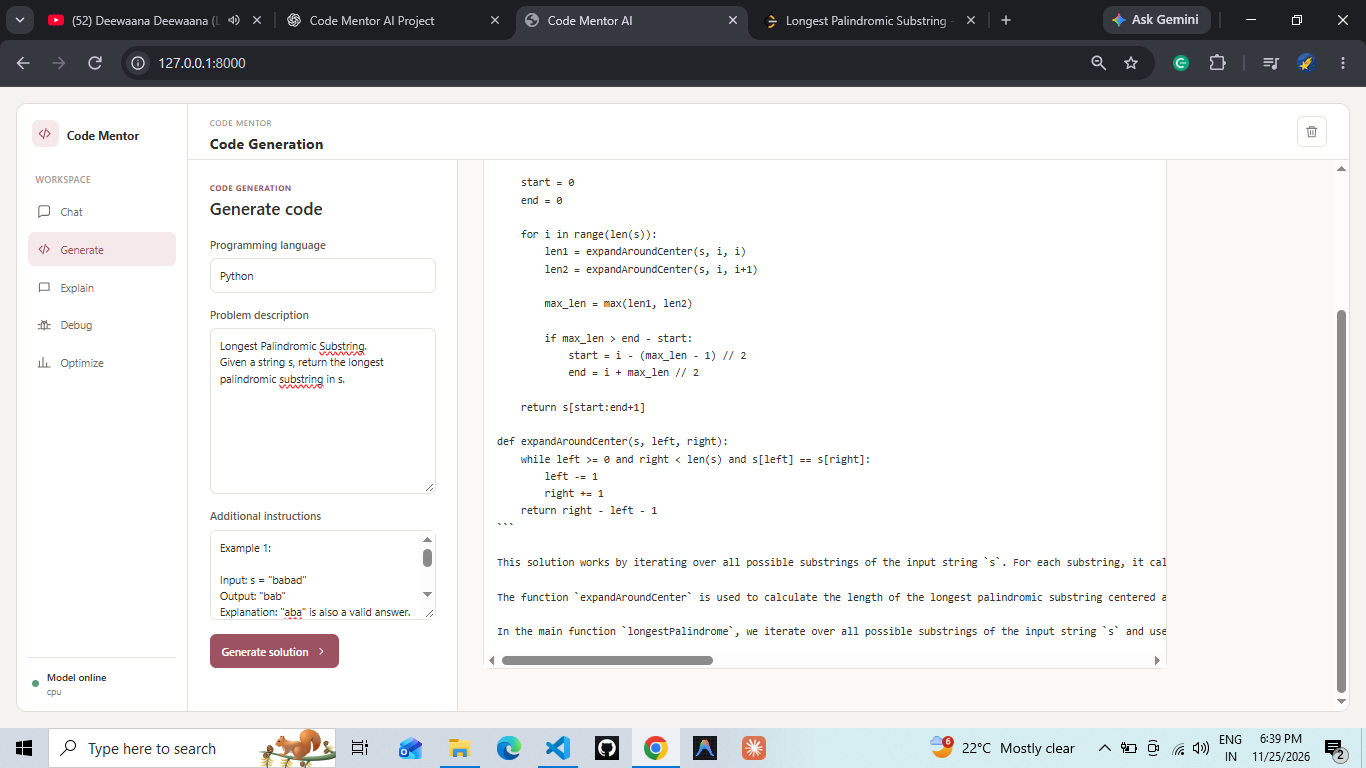 (52) Deewaana Deewaana (
Code Mentor AI Project
Code Mentor AI
Longest Palindromic Substring
Ask Gemini
127.0.0.1:8000
Code Mentor
WORKSPACE
Chat
Generate
Explain
Debug
Optimize
Model online
cpu
CODE MENTOR
Code Generation
CODE GENERATION
Generate code
Programming language
Python
Problem description
Longest Palindromic Substring.
Given a string s, return the longest
palindromic substring in s.
Additional instructions
Example 1:
Input: s = "babad"
Output: "bab"
Explanation: "aba" is also a valid answer.
Generate solution
start = 0
end = 0
for i in range(len(s)):
len1 = expandAroundCenter(s, i, i)
len2 = expandAroundCenter(s, i, i+1)
max_len = max(len1, len2)
if max_len > end - start:
start = i - (max_len - 1) // 2
end = i + max_len // 2
return s[start:end+1]
def expandAroundCenter(s, left, right):
while left >= 0 and right < len(s) and s[left] == s[right]:
left -= 1
right += 1
return right - left - 1
```
This solution works by iterating over all possible substrings of the input string `s`. For each substring, it cal
The function `expandAroundCenter` is used to calculate the length of the longest palindromic substring centered a
In the main function `longestPalindrome`, we iterate over all possible substrings of the input string `s` and use
Type here to search
6
22°C Mostly clear
ENG
IN
6:39 PM
11/25/2026
2